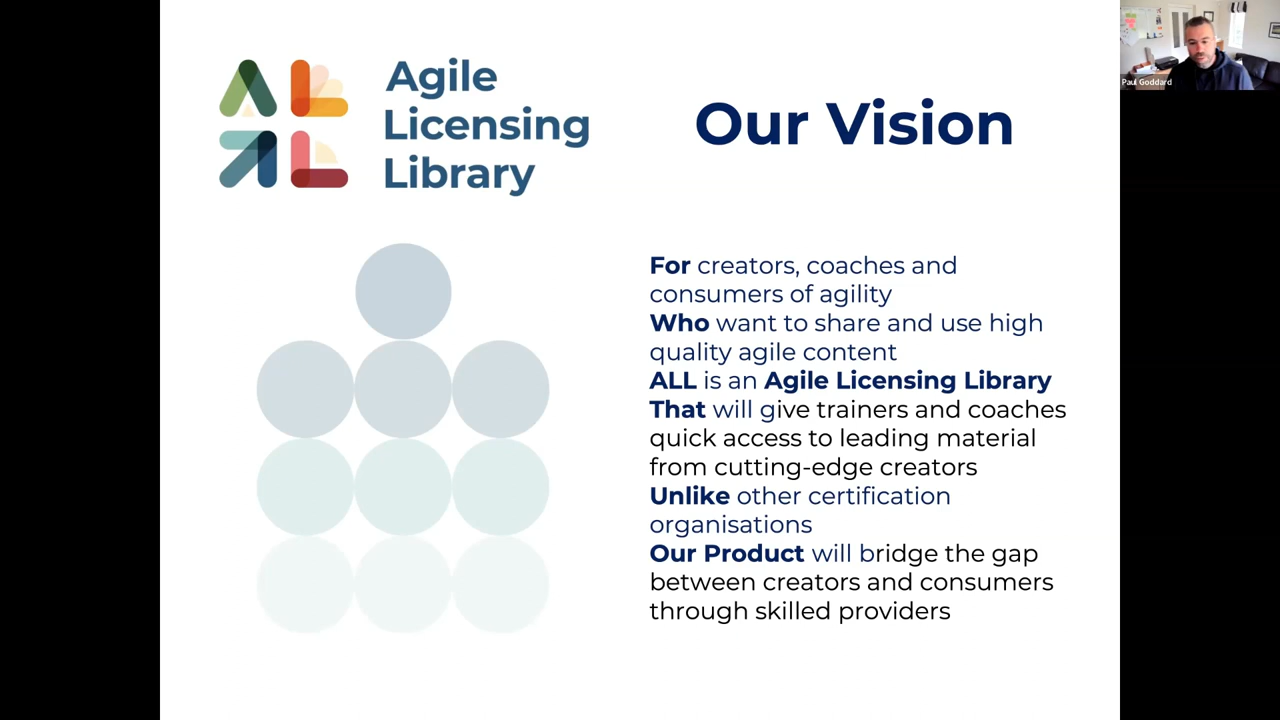 Agile
Licensing
Library
Our Vision
For creators, coaches and
consumers of agility
Who want to share and use high
quality agile content
ALL is an Agile Licensing Library
That will give trainers and coaches
quick access to leading material
from cutting-edge creators
Unlike other certification
organisations
Our Product will bridge the gap
between creators and consumers
through skilled providers
Paul Goddard